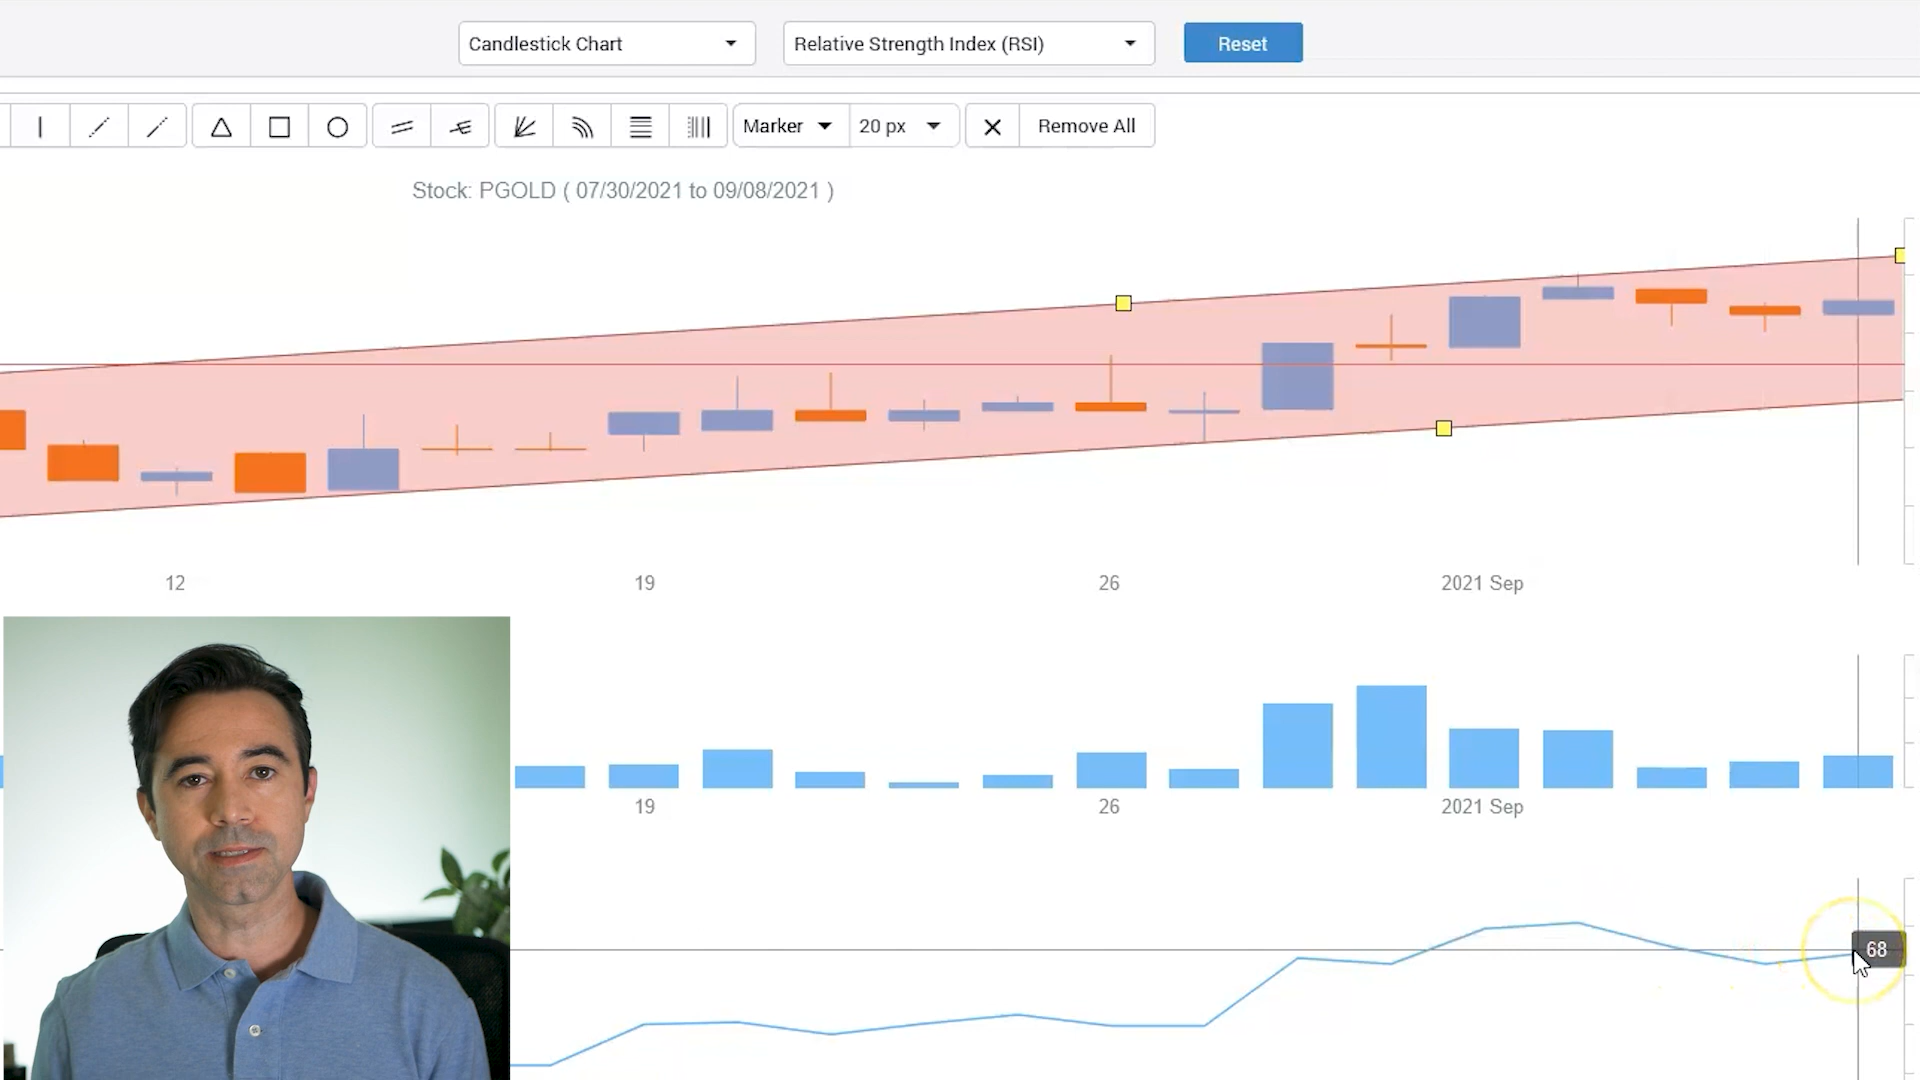 Candlestick Chart
Relative Strength Index (RSI)
Reset
Marker
20 px
Remove All
Stock: PGOLD ( 07/30/2021 to 09/08/2021 )
12 19 26 2021 Sep
19 26 2021 Sep
68